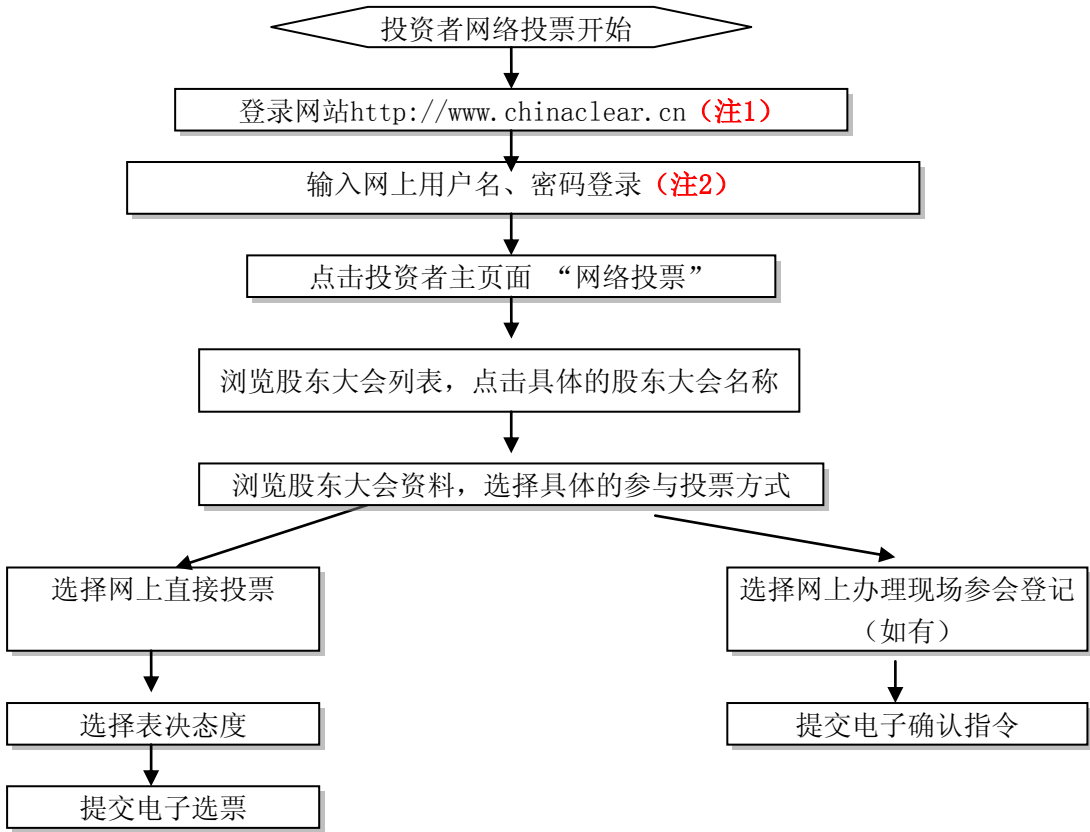 投资者网络投票开始
登录网站http://www.chinaclear.cn（注1）
输入网上用户名、密码登录（注2）
点击投资者主页面 “网络投票”
浏览股东大会列表，点击具体的股东大会名称
浏览股东大会资料，选择具体的参与投票方式
选择网上直接投票
选择表决态度
提交电子选票
选择网上办理现场参会登记
（如有）
提交电子确认指令